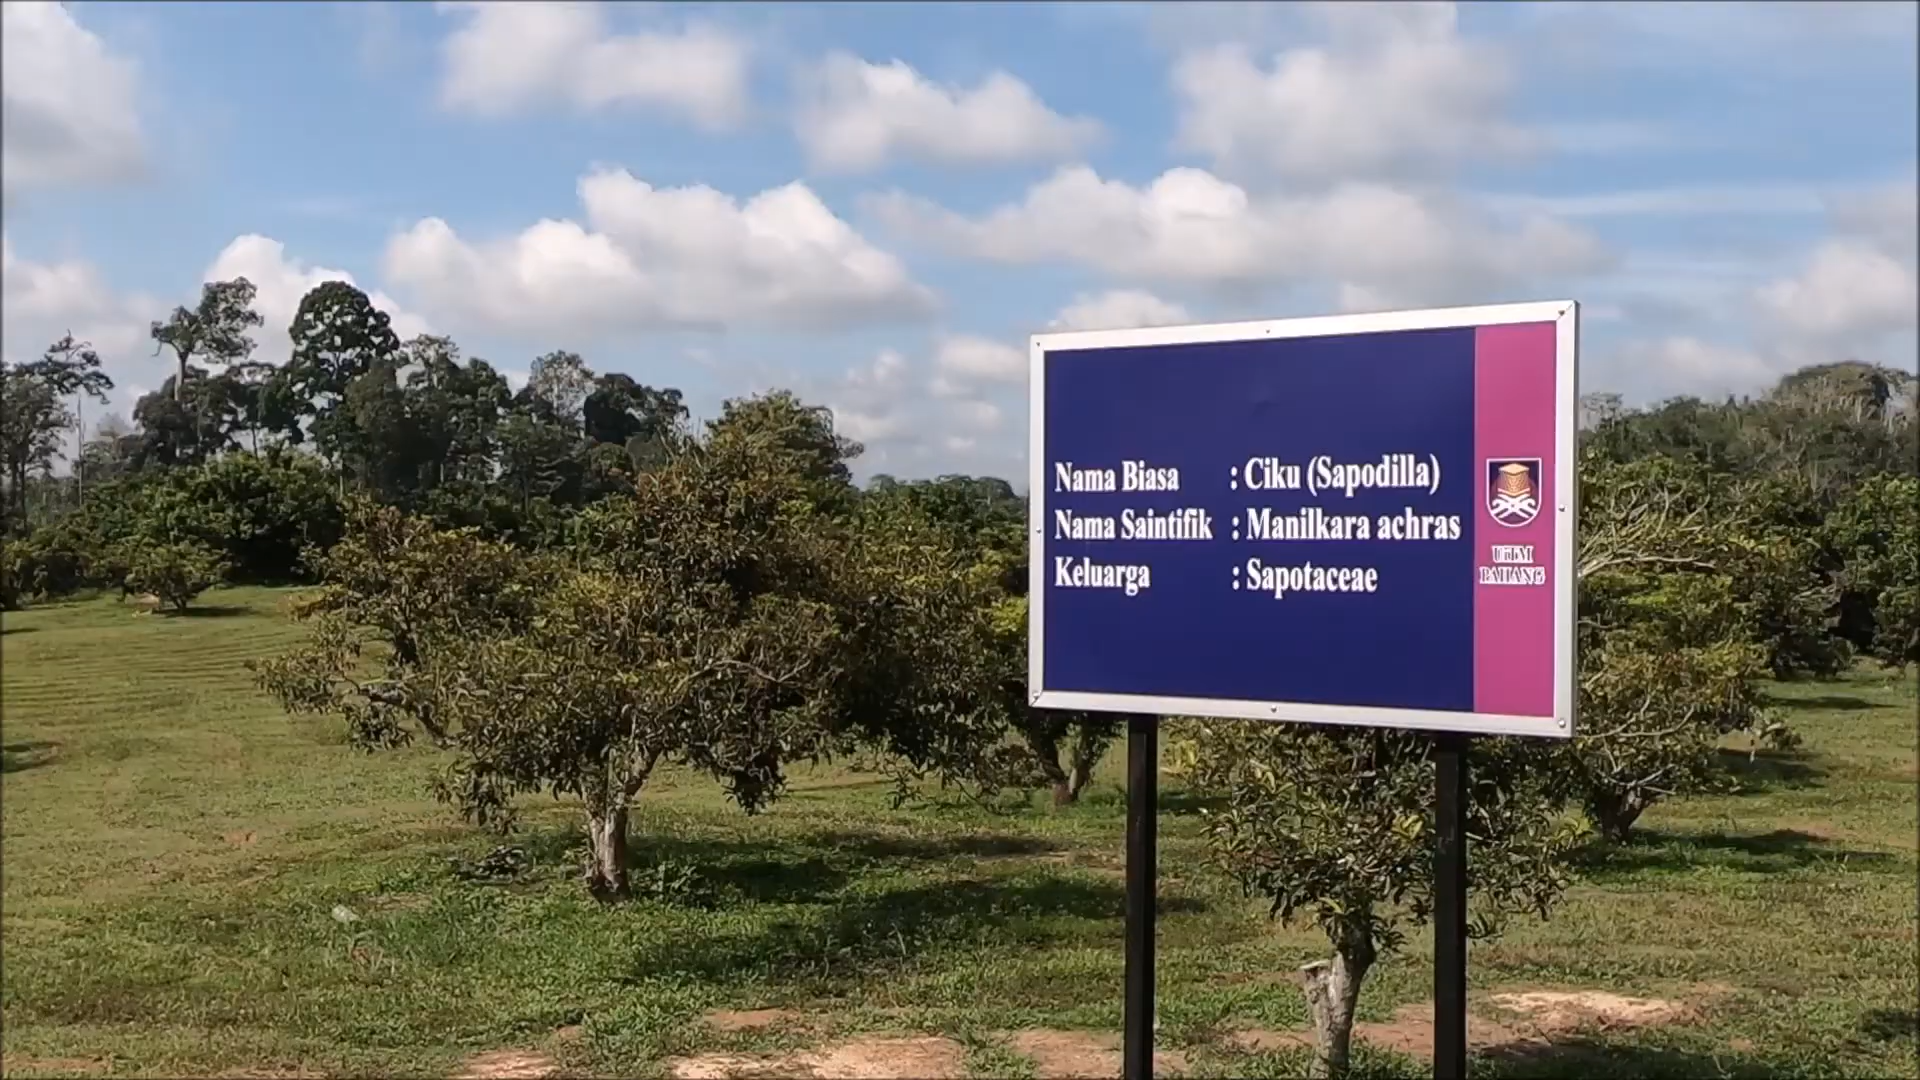 Nama Biasa : Ciku (Sapodilla)
Nama Saintifik : Manilkara achras
Keluarga : Sapotaceae
UiTM
PAHANG